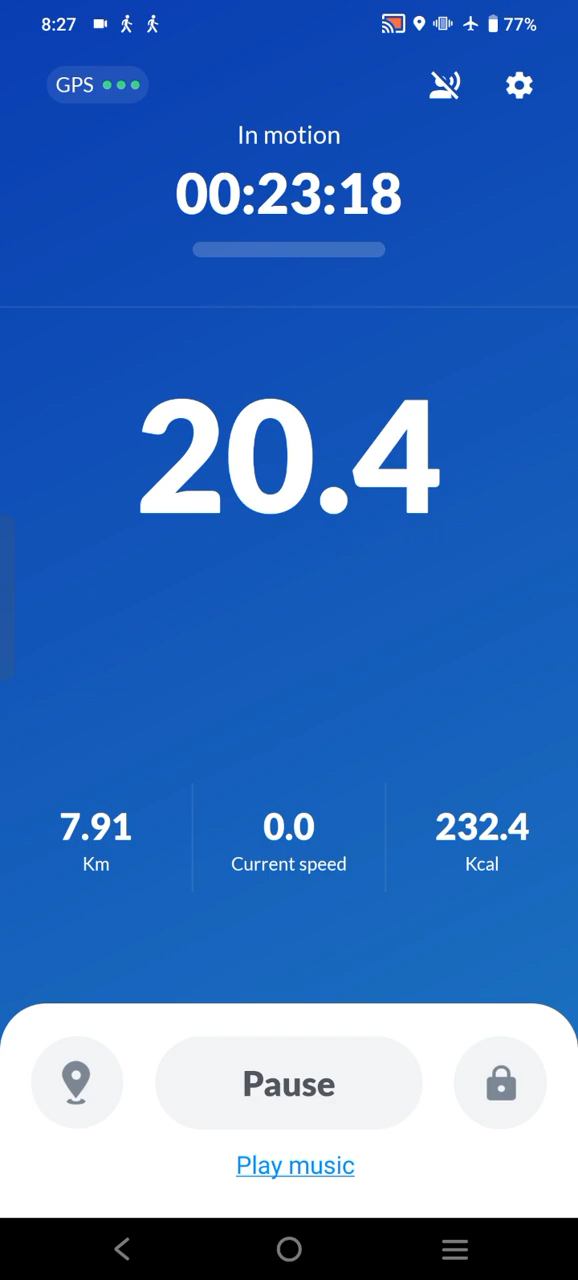 8:27 77%
GPS
In motion
00:23:18
20.4
7.91 0.0 232.4
Km Current speed Kcal
Pause
Play music